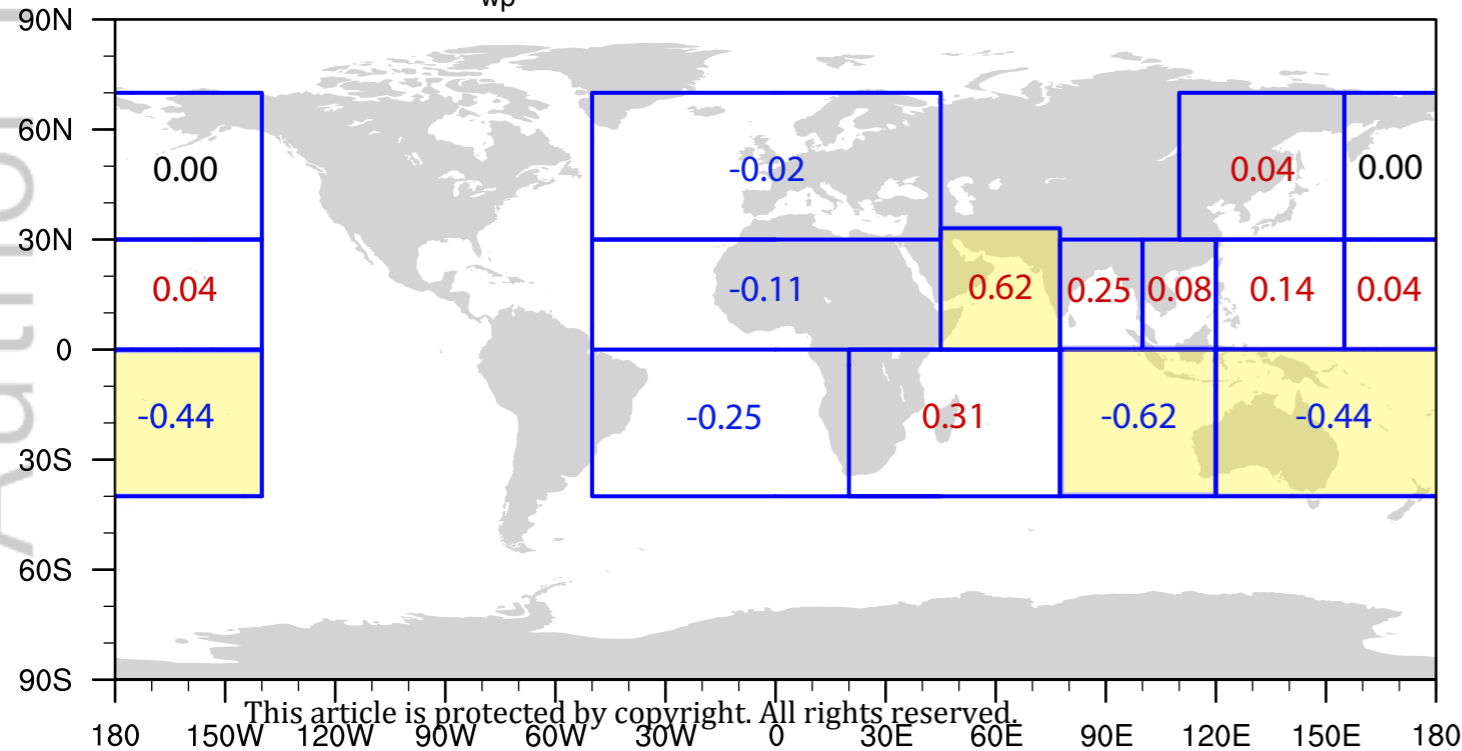 wp
90N
60N
0.00 -0.02 0.04 0.00
30N
0.04 -0.11 0.62 0.25 0.08 0.14 0.04
0
-0.44 -0.25 0.31 -0.62 -0.44
30S
60S
90S
This article is protected by copyright. All rights reserved.
180 150W 120W 90W 60W 30W 0 30E 60E 90E 120E 150E 180